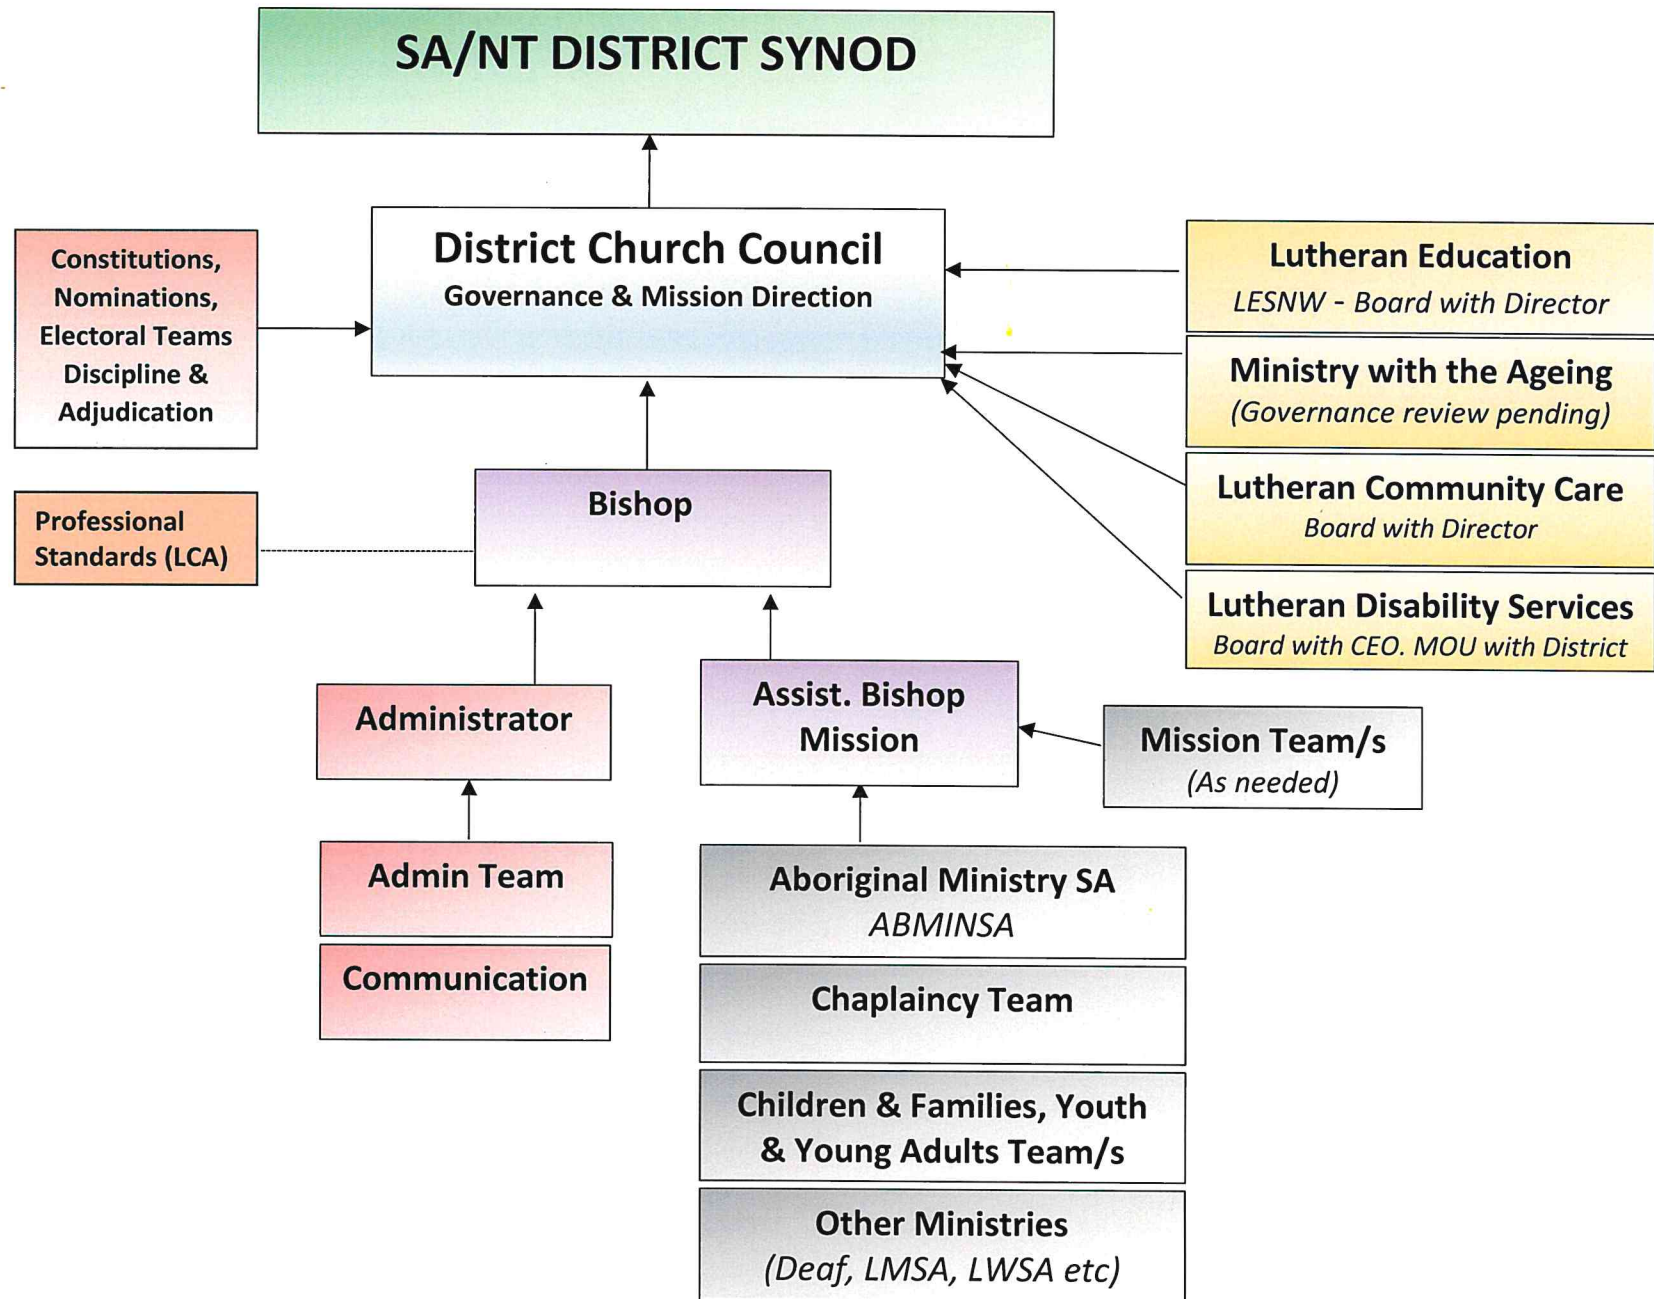 SA/NT DISTRICT SYNOD
District Church Council
Governance & Mission Direction
Constitutions,
Nominations,
Electoral Teams
Discipline &
Adjudication
Lutheran Education
LESNW - Board with Director
Ministry with the Ageing
(Governance review pending)
Lutheran Community Care
Board with Director
Lutheran Disability Services
Board with CEO. MOU with District
Professional
Standards (LCA)
Bishop
Administrator
Assist. Bishop
Mission
Mission Team/s
(As needed)
Admin Team
Communication
Aboriginal Ministry SA
ABMINSA
Chaplaincy Team
Children & Families, Youth
& Young Adults Team/s
Other Ministries
(Deaf, LMSA, LWSA etc)